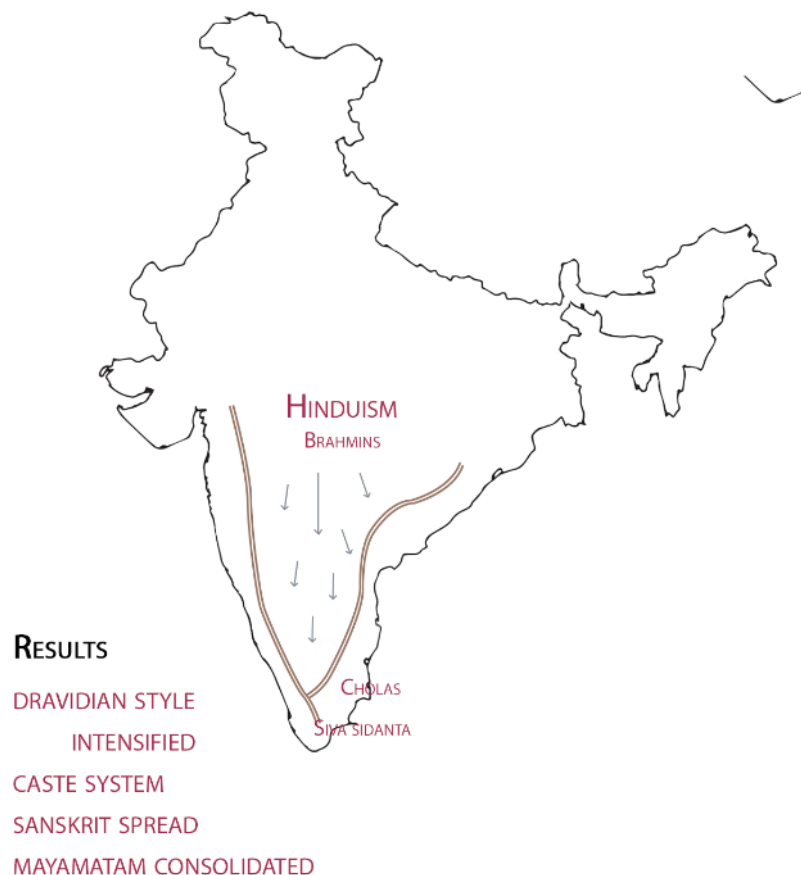 HINDUISM
BRAHMINS
CHOLAS
SIVA SIDANTA
RESULTS
DRAVIDIAN STYLE
INTENSIFIED
CASTE SYSTEM
SANSKRIT SPREAD
MAYAMATAM CONSOLIDATED